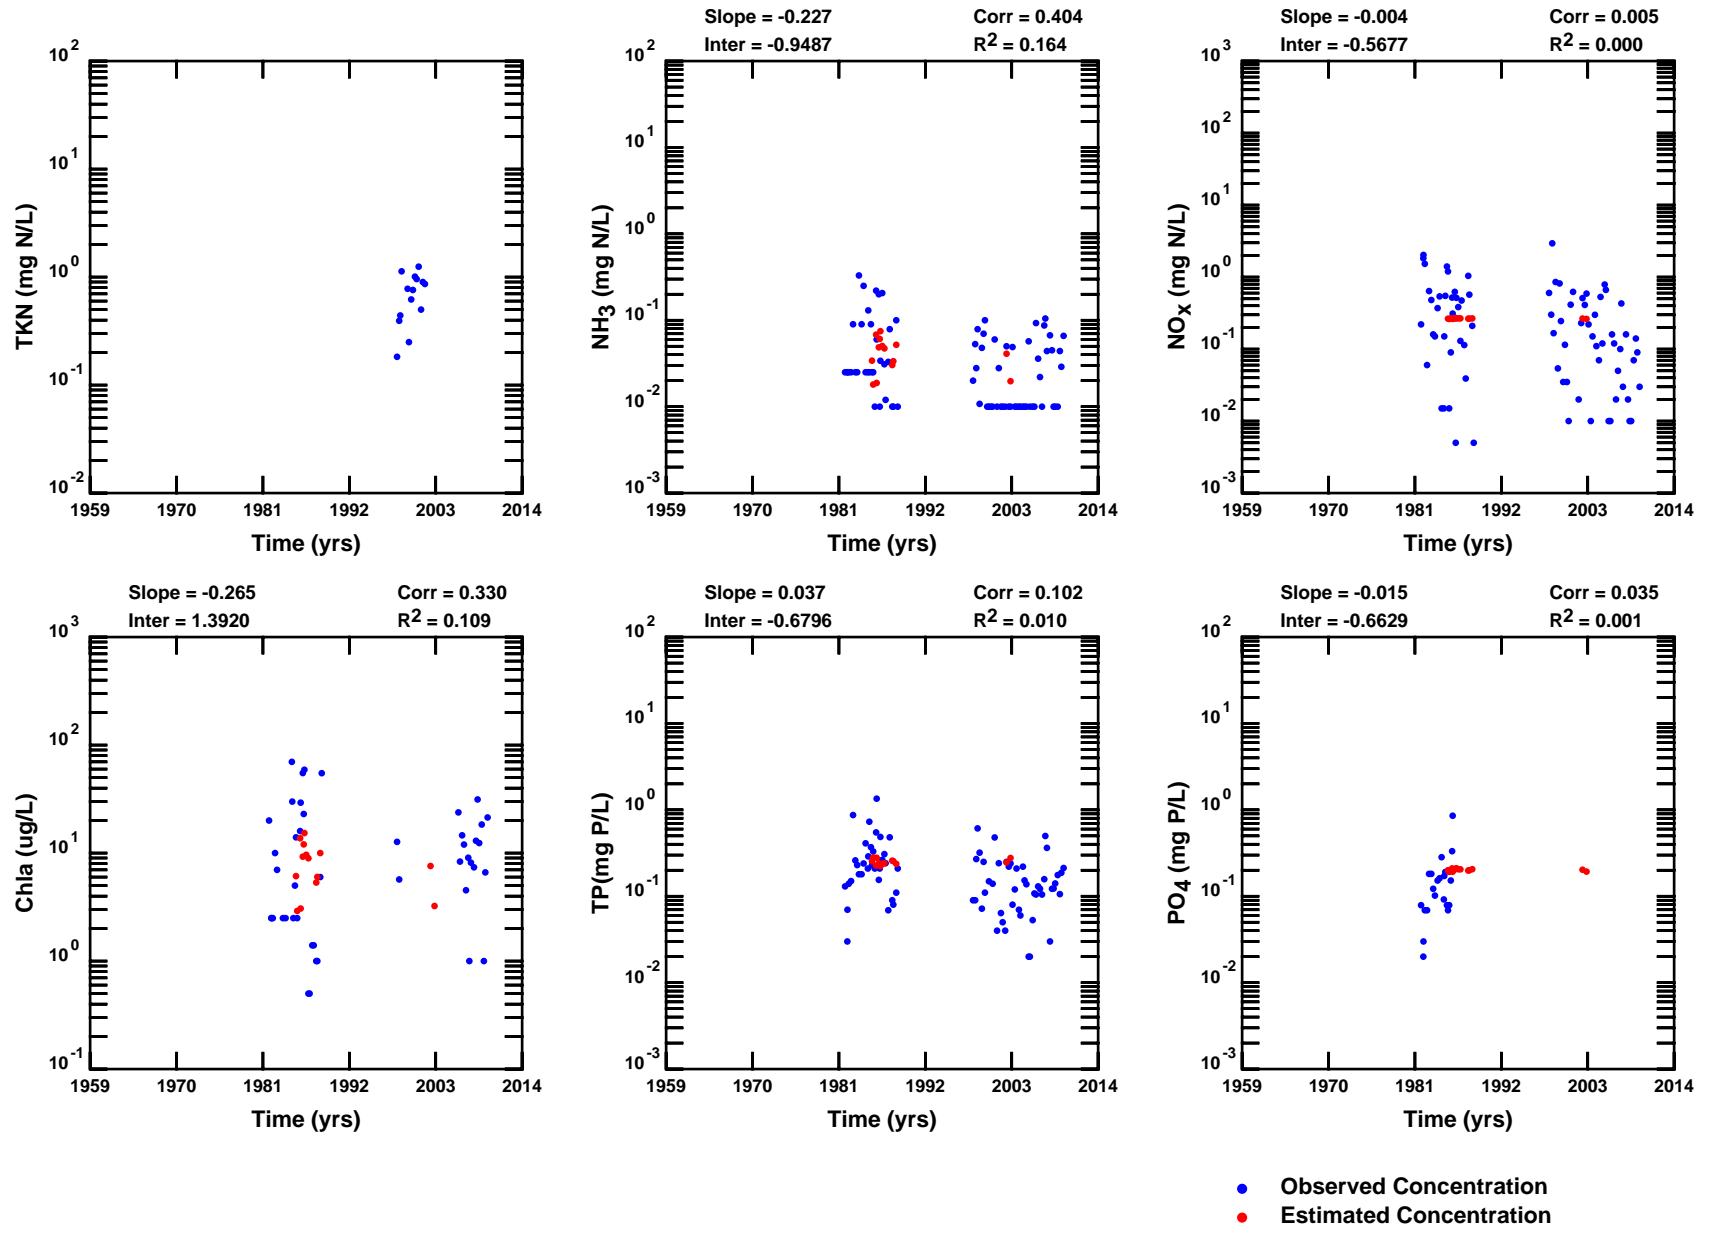 Slope = -0.227 Corr = 0.404
Inter = -0.9487 R2 = 0.164
Slope = -0.004 Corr = 0.005
Inter = -0.5677 R2 = 0.000
TKN (mg N/L)
10 2
10 1
10 0
10 -1
10 -2
1959 1970 1981 1992 2003 2014
Time (yrs)
NH3 (mg N/L)
10 2
10 1
10 0
10 -1
10 -2
10 -3
1959 1970 1981 1992 2003 2014
Time (yrs)
NOx (mg N/L)
10 3
10 2
10 1
10 0
10 -1
10 -2
10 -3
1959 1970 1981 1992 2003 2014
Time (yrs)
Slope = -0.265 Corr = 0.330
Inter = 1.3920 R2 = 0.109
Chla (ug/L)
10 3
10 2
10 1
10 0
10 -1
1959 1970 1981 1992 2003 2014
Time (yrs)
Slope = 0.037 Corr = 0.102
Inter = -0.6796 R2 = 0.010
TP(mg P/L)
10 2
10 1
10 0
10 -1
10 -2
10 -3
1959 1970 1981 1992 2003 2014
Time (yrs)
Slope = -0.015 Corr = 0.035
Inter = -0.6629 R2 = 0.001
PO4 (mg P/L)
10 2
10 1
10 0
10 -1
10 -2
10 -3
1959 1970 1981 1992 2003 2014
Time (yrs)
Observed Concentration
Estimated Concentration